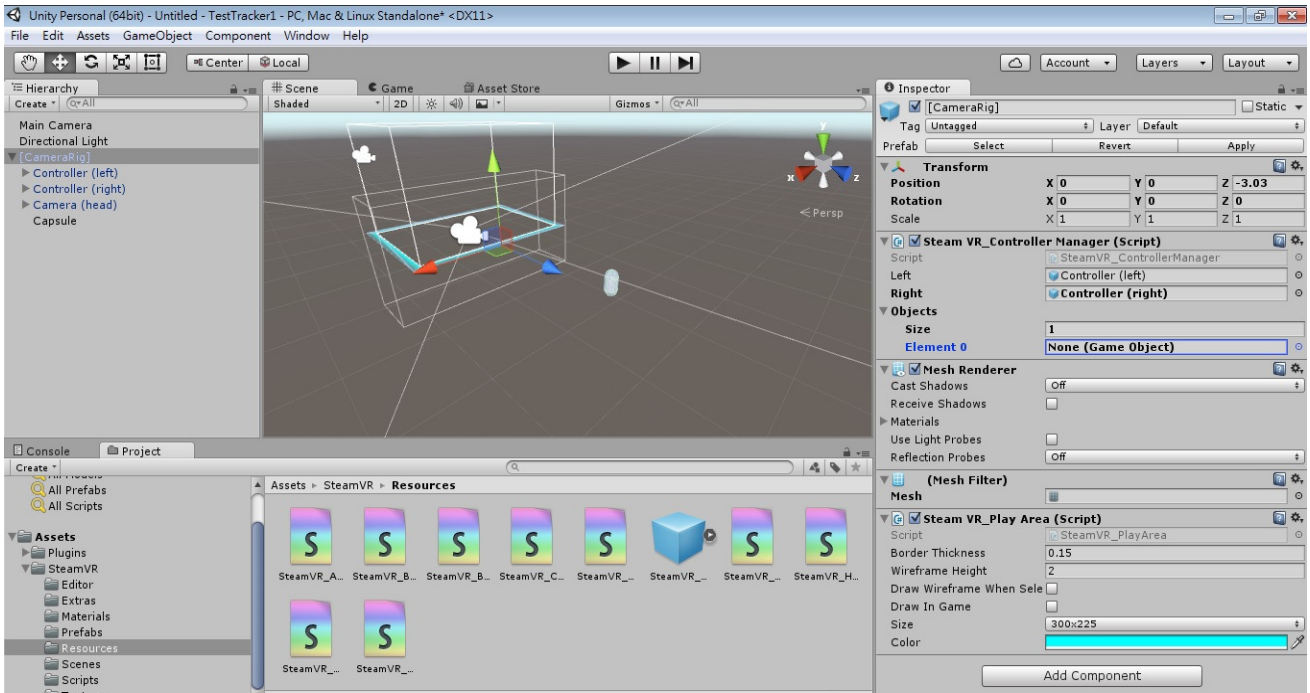 Unity Personal (64bit) - Untitled - TestTracker1 - PC, Mac & Linux Standalone* <DX11>
File Edit Assets GameObject Component Window Help
Center Local Account Layers Layout
Hierarchy
Create All
Main Camera
Directional Light
[CameraRig]
Controller (left)
Controller (right)
Camera (head)
Capsule
Scene Game Asset Store
Shaded 2D Gizmos All
y
x z
Persp
Console Project
Create
All Models
All Prefabs
All Scripts
Assets
Plugins
SteamVR
Editor
Extras
Materials
Prefabs
Resources
Scenes
Scripts
Assets SteamVR Resources
S S S S S S S
SteamVR_A... SteamVR_B... SteamVR_B... SteamVR_C... SteamVR_... SteamVR_... SteamVR_... SteamVR_H...
S S
SteamVR_... SteamVR_...
Inspector
[CameraRig] Static
Tag Untagged Layer Default
Prefab Select Revert Apply
Transform
Position X 0 Y 0 Z -3.03
Rotation X 0 Y 0 Z 0
Scale X 1 Y 1 Z 1
Steam VR_Controller Manager (Script)
Script SteamVR_ControllerManager
Left Controller (left)
Right Controller (right)
Objects
Size 1
Element 0 None (Game Object)
Mesh Renderer
Cast Shadows Off
Receive Shadows
Materials
Use Light Probes
Reflection Probes Off
(Mesh Filter)
Mesh
Steam VR_Play Area (Script)
Script SteamVR_PlayArea
Border Thickness 0.15
Wireframe Height 2
Draw Wireframe When Sele
Draw In Game
Size 300x225
Color
Add Component